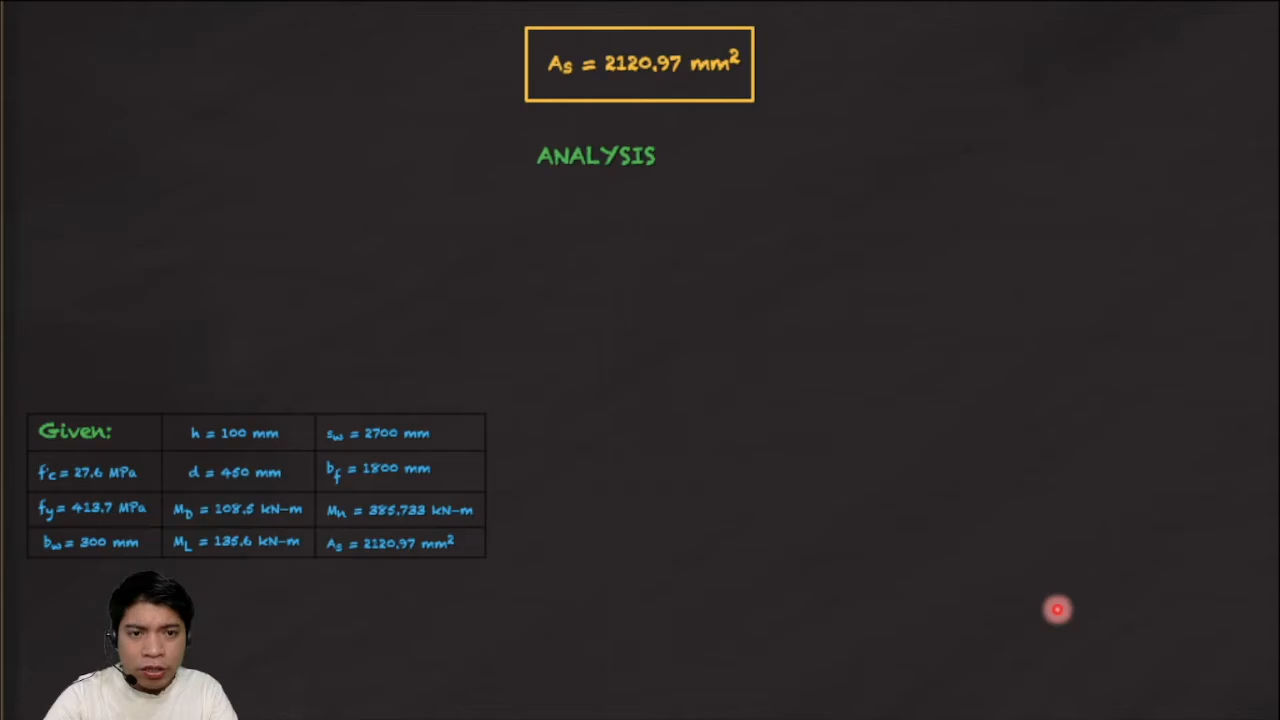 As = 2120.97 mm²
ANALYSIS
Given: h = 100 mm sw = 2700 mm
f'c = 27.6 MPa d = 450 mm bf = 1800 mm
fy = 413.7 MPa MD = 108.5 kN-m Mn = 385.733 kN-m
bw = 300 mm ML = 135.6 kN-m As = 2120.97 mm²